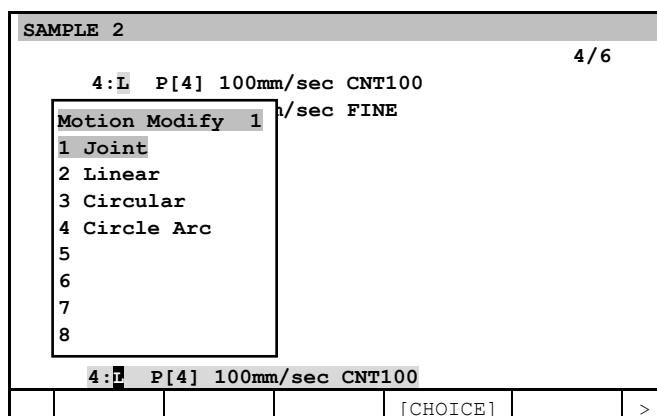 SAMPLE 2
4/6
4:L P[4] 100mm/sec CNT100
m/sec FINE
Motion Modify 1
1 Joint
2 Linear
3 Circular
4 Circle Arc
5
6
7
8
4:L P[4] 100mm/sec CNT100
[CHOICE] >